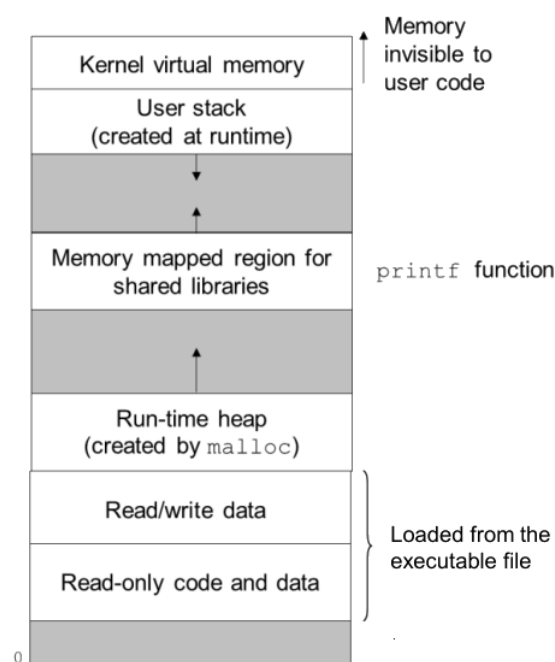 Memory
invisible to
user code
Kernel virtual memory
User stack
(created at runtime)
Memory mapped region for
shared libraries
printf function
Run-time heap
(created by malloc)
Read/write data
Loaded from the
executable file
Read-only code and data
0